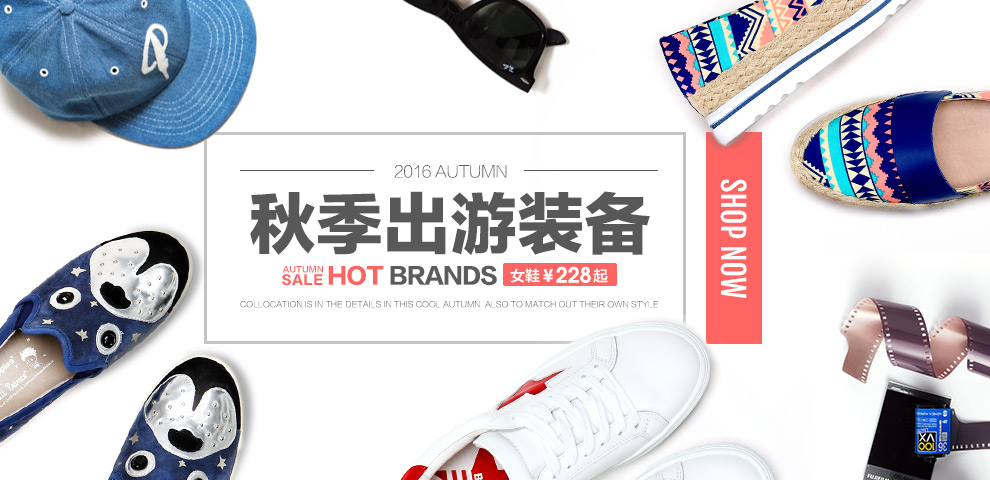 2016 AUTUMN
秋季出游装备
AUTUMN SALE HOT BRANDS 女鞋¥228起
COLLOCATION IS IN THE DETAILS IN THIS COOL AUTUMN ALSO TO MATCH OUT THEIR OWN STYLE
SHOP NOW